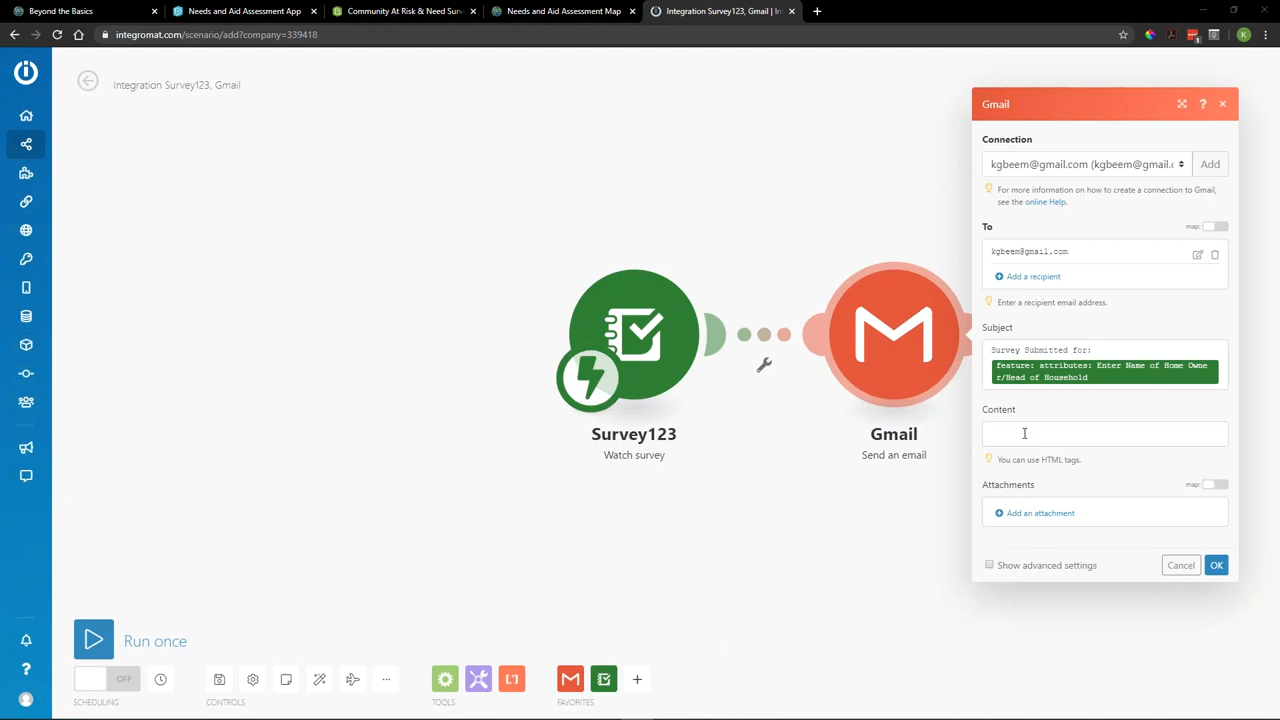 Beyond the Basics
Needs and Aid Assessment App
Community At Risk & Need Surv
Needs and Aid Assessment Map
Integration Survey123, Gmail | In
integromat.com/scenario/add?company=339418
K
Integration Survey123, Gmail
Gmail
Connection
kgbeem@gmail.com (kgbeem@gmail.c
Add
For more information on how to create a connection to Gmail,
see the online Help.
To
map:
kgbeem@gmail.com
Add a recipient
Enter a recipient email address.
Subject
Survey Submitted for:
feature: attributes: Enter Name of Home Owne
r/Head of Household
Content
You can use HTML tags.
Attachments
map:
Add an attachment
Show advanced settings
Cancel
OK
Survey123
Watch survey
Gmail
Send an email
Run once
OFF
SCHEDULING
CONTROLS
TOOLS
FAVORITES